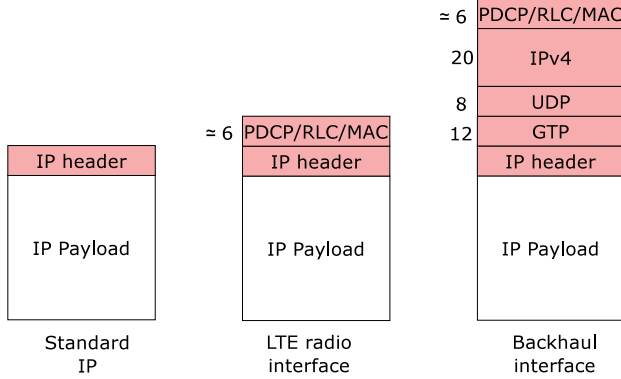 IP header
IP Payload
Standard
IP
≃ 6 PDCP/RLC/MAC
IP header
IP Payload
LTE radio
interface
≃ 6 PDCP/RLC/MAC
20 IPv4
8 UDP
12 GTP
IP header
IP Payload
Backhaul
interface